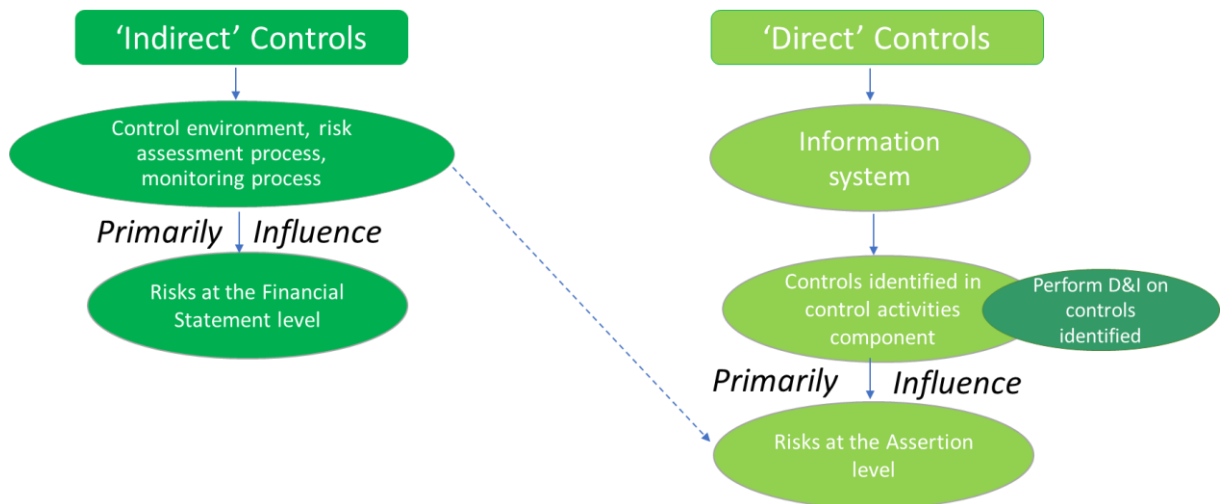 ‘Indirect’ Controls
Control environment, risk
assessment process,
monitoring process
Primarily Influence
Risks at the Financial
Statement level
‘Direct’ Controls
Information
system
Controls identified in
control activities
component
Perform D&I on
controls
identified
Primarily Influence
Risks at the Assertion
level